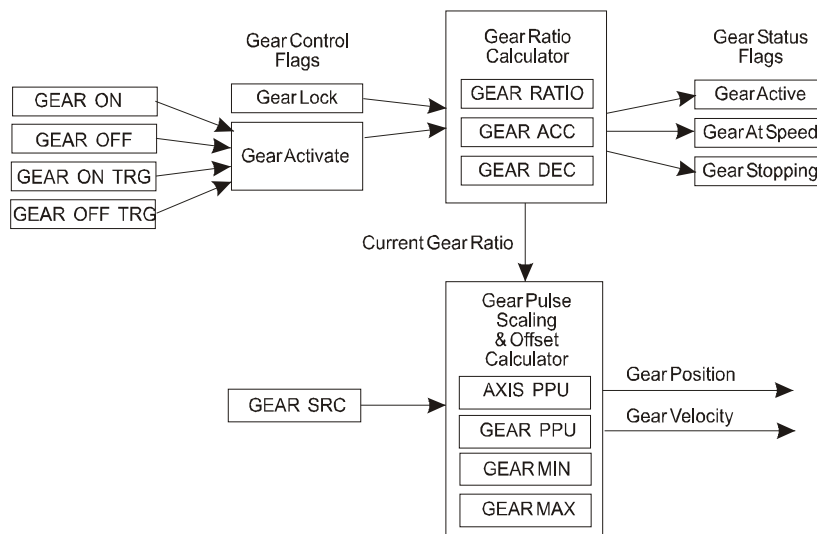 Gear Control
Flags
GEAR ON
GEAR OFF
GEAR ON TRG
GEAR OFF TRG
Gear Lock
Gear Activate
Gear Ratio
Calculator
GEAR RATIO
GEAR ACC
GEAR DEC
Gear Status
Flags
Gear Active
Gear At Speed
Gear Stopping
Current Gear Ratio
GEAR SRC
Gear Pulse
Scaling
& Offset
Calculator
AXIS PPU
GEAR PPU
GEAR MIN
GEAR MAX
Gear Position
Gear Velocity